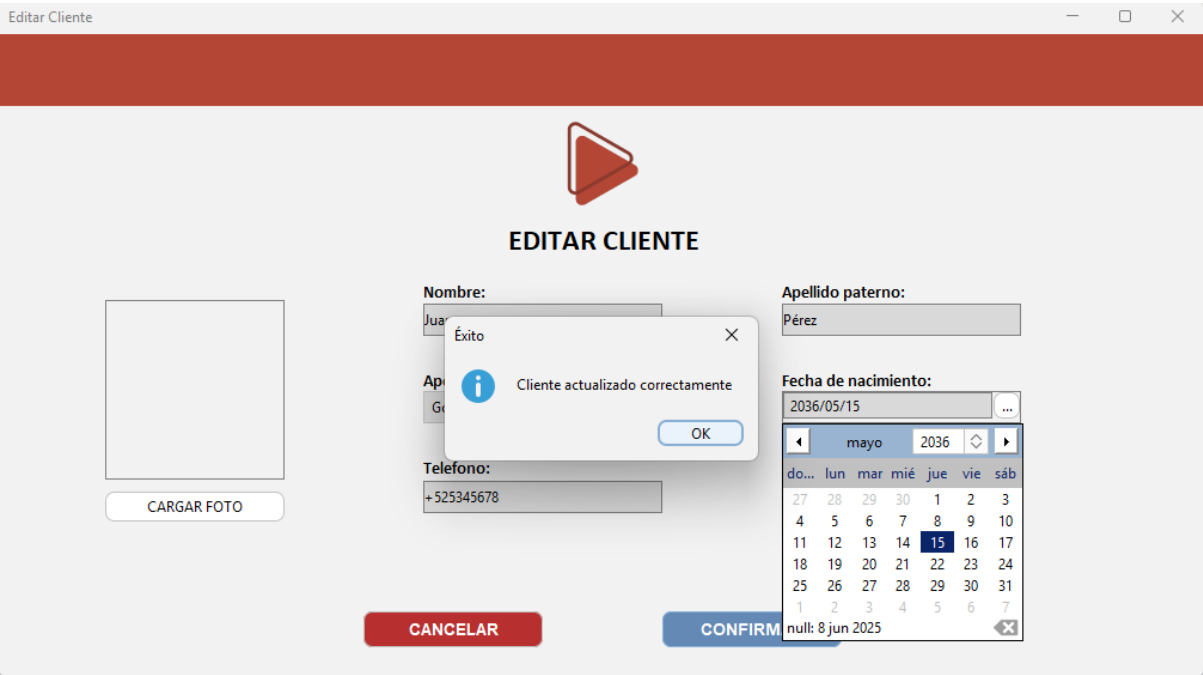 Editar Cliente
EDITAR CLIENTE
Nombre:
Apellido paterno:
Pérez
Éxito
Cliente actualizado correctamente
OK
Fecha de nacimiento:
2036/05/15
...
mayo 2036
do... lun mar mié jue vie sáb
27 28 29 30 1 2 3
4 5 6 7 8 9 10
11 12 13 14 15 16 17
18 19 20 21 22 23 24
25 26 27 28 29 30 31
1 2 3 4 5 6 7
null: 8 jun 2025
Telefono:
+525345678
CARGAR FOTO
CANCELAR